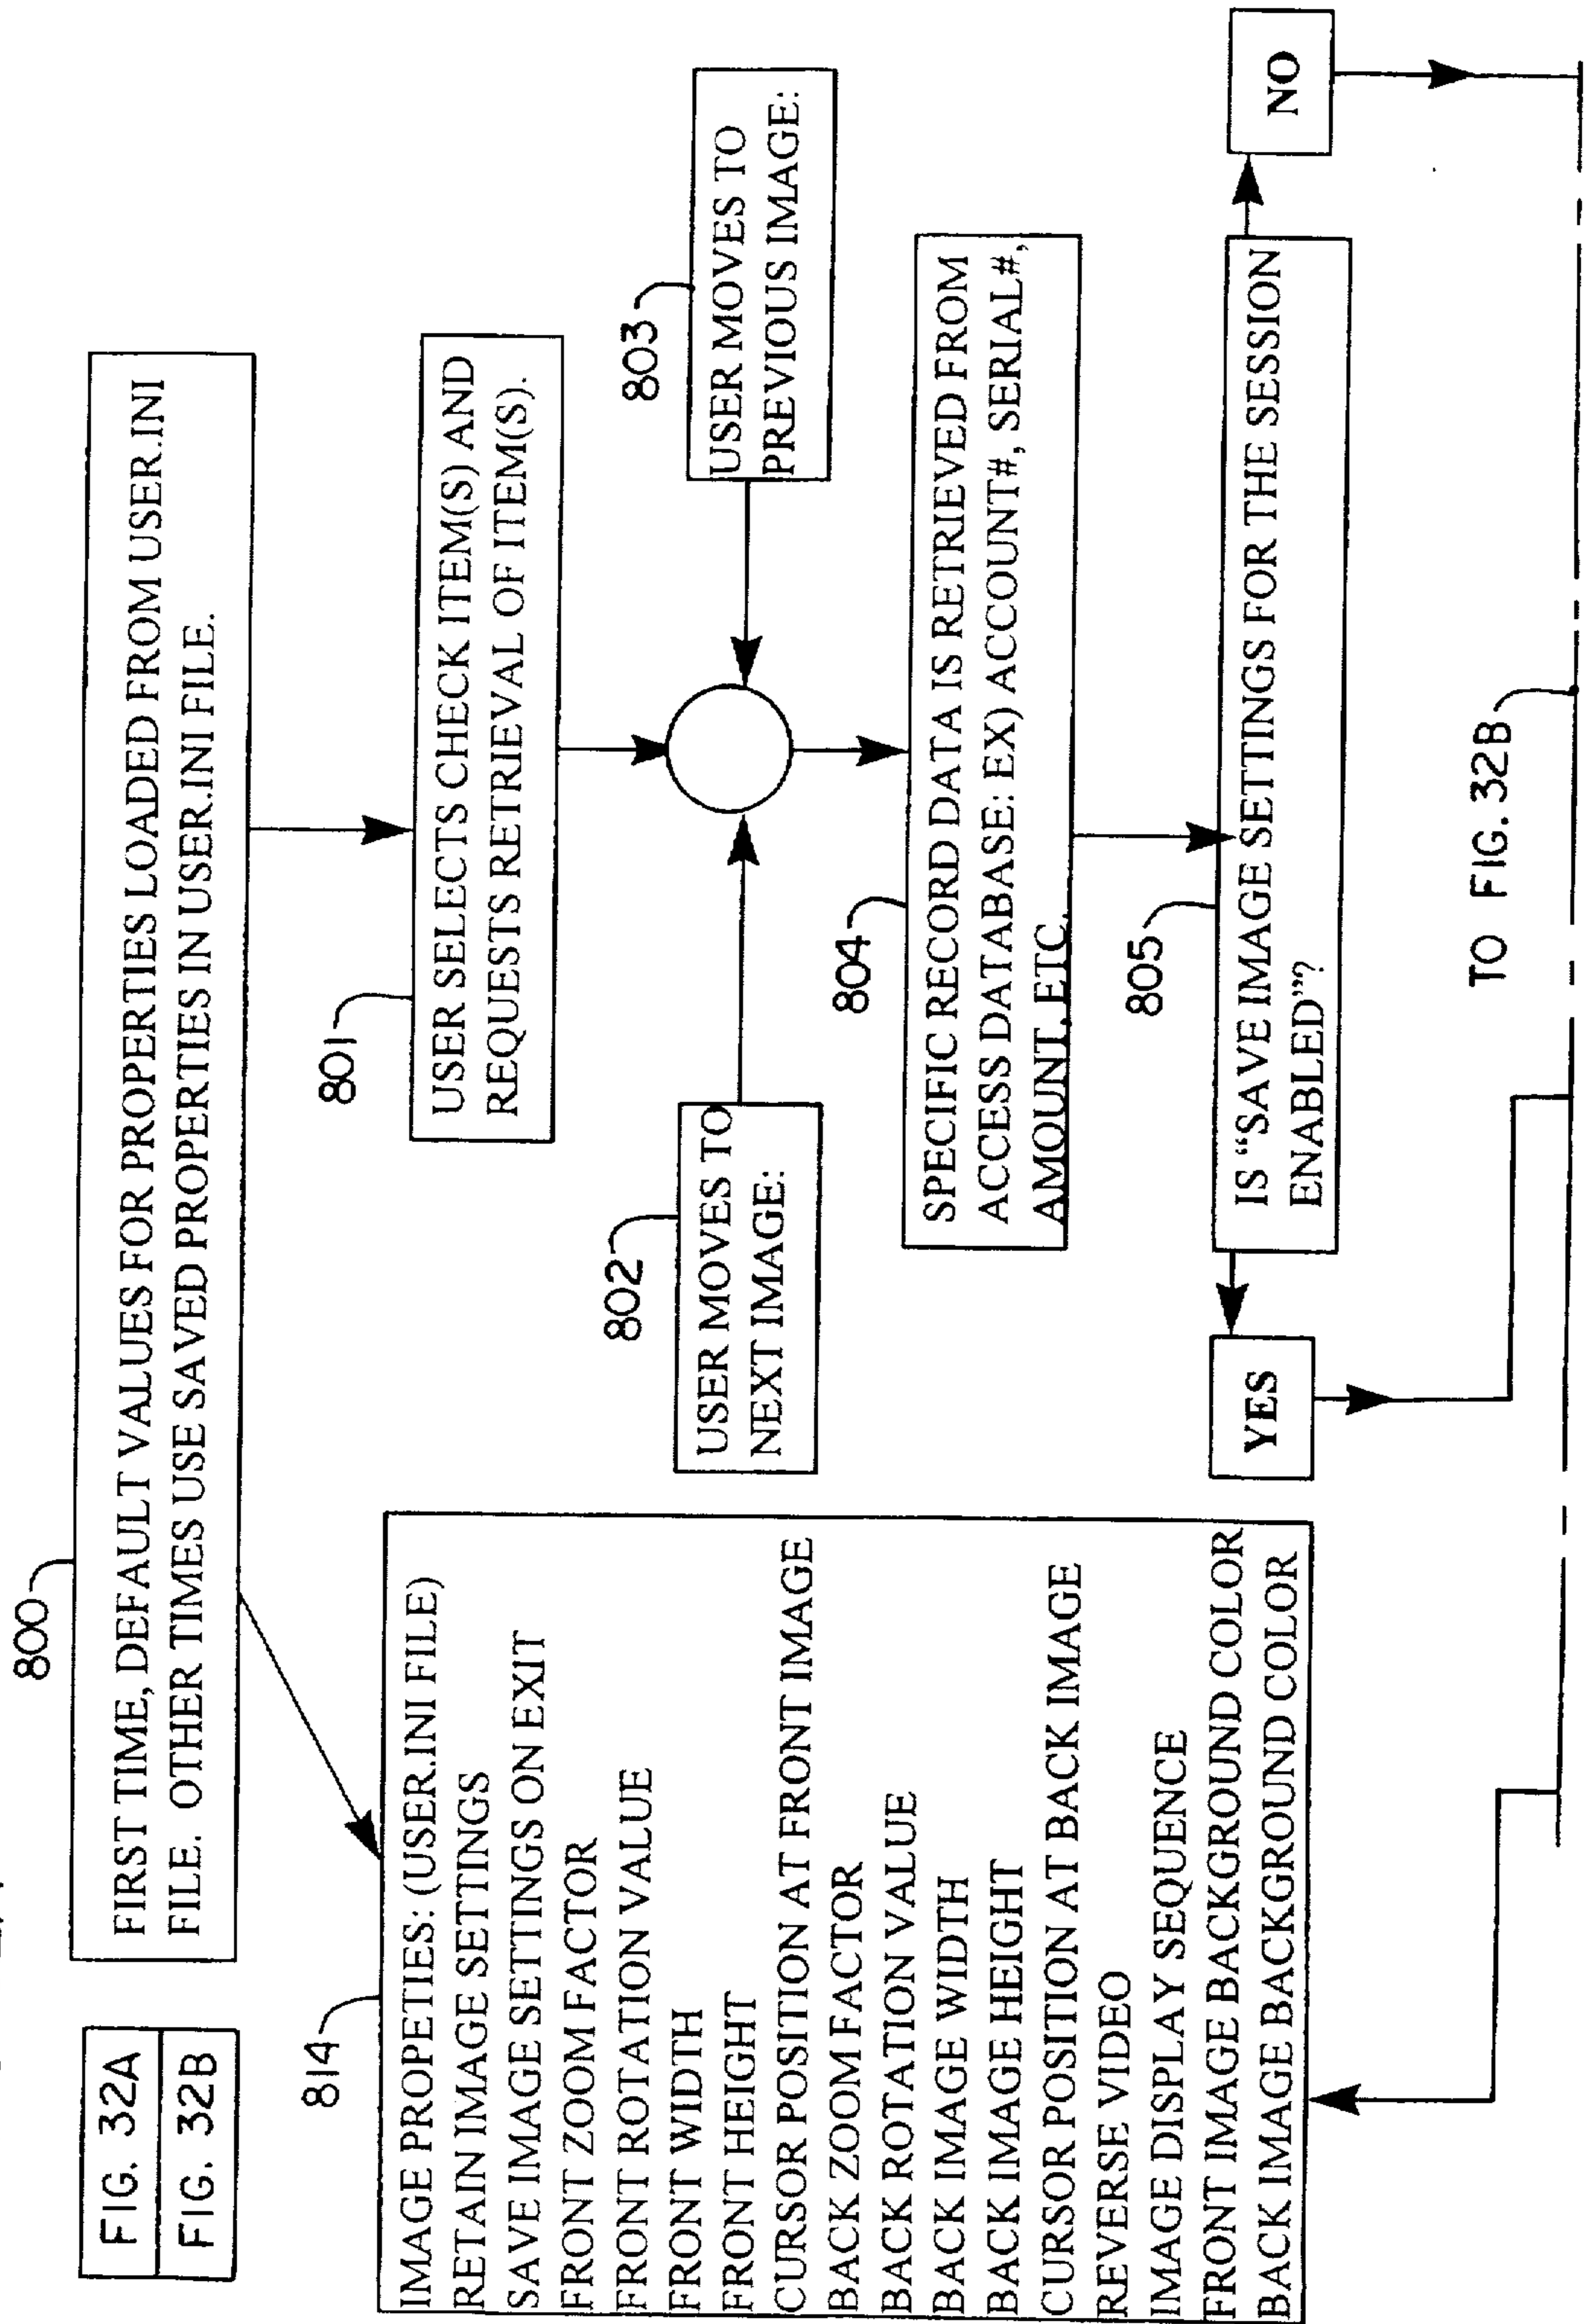 FIG. 32A
FIG. 32B
800
FIRST TIME, DEFAULT VALUES FOR PROPERTIES LOADED FROM USER.INI
FILE. OTHER TIMES USE SAVED PROPERTIES IN USER.INI FILE.
814
IMAGE PROPETIES: (USER.INI FILE)
RETAIN IMAGE SETTINGS
SAVE IMAGE SETTINGS ON EXIT
FRONT ZOOM FACTOR
FRONT ROTATION VALUE
FRONT WIDTH
FRONT HEIGHT
CURSOR POSITION AT FRONT IMAGE
BACK ZOOM FACTOR
BACK ROTATION VALUE
BACK IMAGE WIDTH
BACK IMAGE HEIGHT
CURSOR POSITION AT BACK IMAGE
REVERSE VIDEO
IMAGE DISPLAY SEQUENCE
FRONT IMAGE BACKGROUND COLOR
BACK IMAGE BACKGROUND COLOR
801
USER SELECTS CHECK ITEM(S) AND
REQUESTS RETRIEVAL OF ITEM(S).
802
USER MOVES TO
NEXT IMAGE:
803
USER MOVES TO
PREVIOUS IMAGE:
804
SPECIFIC RECORD DATA IS RETRIEVED FROM
ACCESS DATABASE: EX) ACCOUNT#, SERIAL#,
AMOUNT, ETC.
805
IS “SAVE IMAGE SETTINGS FOR THE SESSION
ENABLED”?
YES
NO
TO FIG. 32B